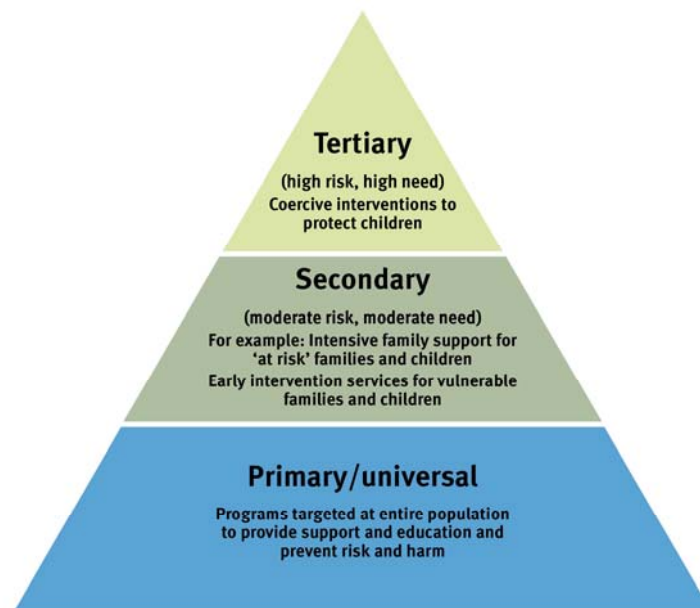 Tertiary
(high risk, high need)
Coercive interventions to
protect children
Secondary
(moderate risk, moderate need)
For example: Intensive family support for
‘at risk’ families and children
Early intervention services for vulnerable
families and children
Primary/universal
Programs targeted at entire population
to provide support and education and
prevent risk and harm